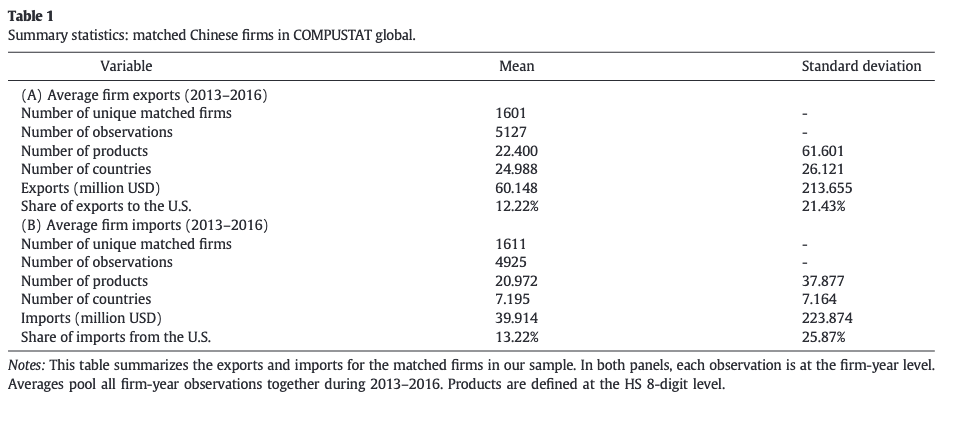 Table 1
Summary statistics: matched Chinese firms in COMPUSTAT global.
Variable Mean Standard deviation
(A) Average firm exports (2013–2016)
Number of unique matched firms 1601 -
Number of observations 5127 -
Number of products 22.400 61.601
Number of countries 24.988 26.121
Exports (million USD) 60.148 213.655
Share of exports to the U.S. 12.22% 21.43%
(B) Average firm imports (2013–2016)
Number of unique matched firms 1611 -
Number of observations 4925 -
Number of products 20.972 37.877
Number of countries 7.195 7.164
Imports (million USD) 39.914 223.874
Share of imports from the U.S. 13.22% 25.87%
Notes: This table summarizes the exports and imports for the matched firms in our sample. In both panels, each observation is at the firm-year level.
Averages pool all firm-year observations together during 2013–2016. Products are defined at the HS 8-digit level.